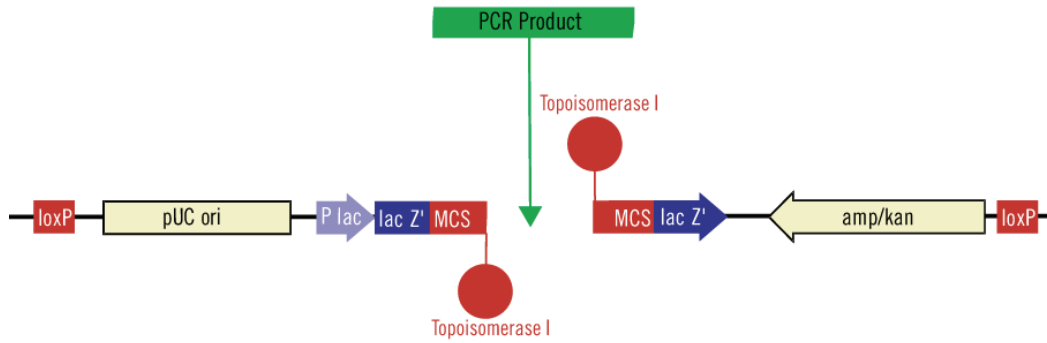 PCR Product
Topoisomerase I
loxP pUC ori P lac lac Z' MCS MCS lac Z' amp/kan loxP
Topoisomerase I